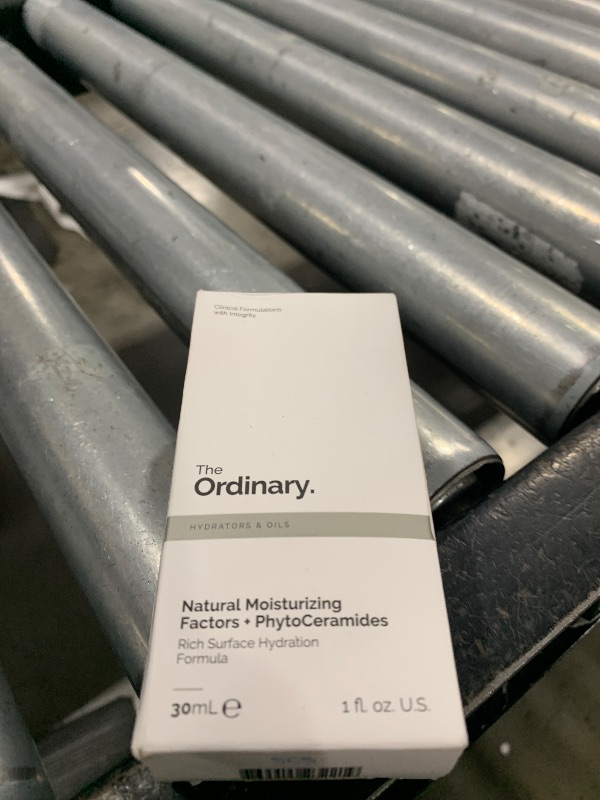 Clinical Formulations
with Integrity.
The
Ordinary.
HYDRATORS & OILS
Natural Moisturizing
Factors + PhytoCeramides
Rich Surface Hydration
Formula
30mL e
1 fl. oz. U.S.